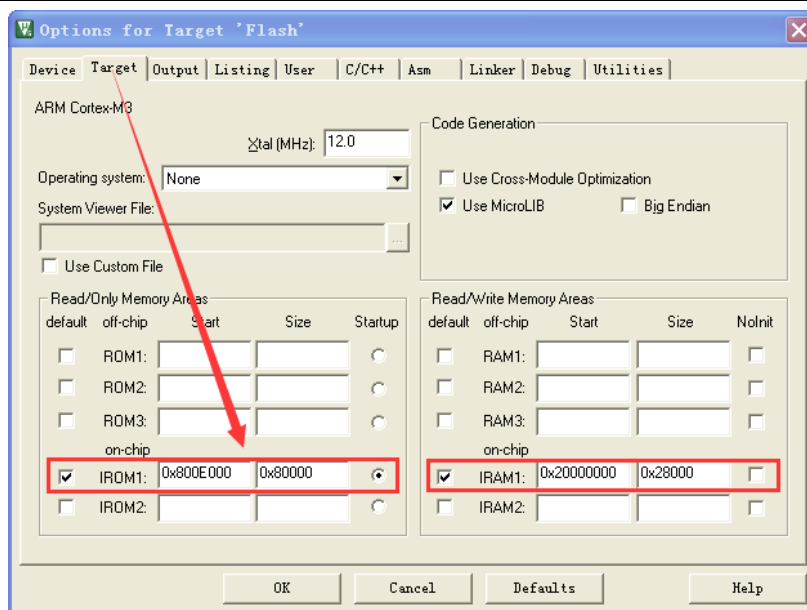 Options for Target 'Flash'
Device Target Output Listing User C/C++ Asm Linker Debug Utilities
ARM Cortex-M3
Xtal (MHz): 12.0
Operating system: None
System Viewer File:
...
Use Custom File
Code Generation
Use Cross-Module Optimization
Use MicroLIB Big Endian
Read/Only Memory Areas
default off-chip Start Size Startup
ROM1:
ROM2:
ROM3:
on-chip
IROM1: 0x800E000 0x80000
IROM2:
Read/Write Memory Areas
default off-chip Start Size NoInit
RAM1:
RAM2:
RAM3:
on-chip
IRAM1: 0x20000000 0x28000
IRAM2:
OK Cancel Defaults Help